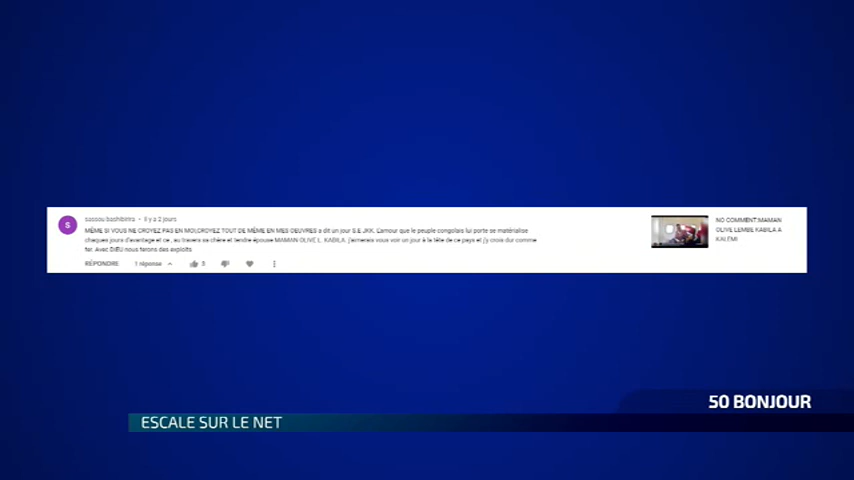 S
sassou bashibirira • il y a 2 jours
MÊME SI VOUS NE CROYEZ PAS EN MOI,CROYEZ TOUT DE MÊME EN MES OEUVRES a dit un jour S.E JKK. L'amour que le peuple congolais lui porte se matérialise
chaques jours d'avantage et ce , au travers sa chère et tendre épouse MAMAN OLIVE L. KABILA. j'aimerais vous voir un jour à la tête de ce pays et j'y crois dur comme
fer. Avec DIEU nous ferons des exploits
RÉPONDRE 1 réponse 5
NO COMMENT:MAMAN
OLIVE LEMBE KABILA A
KALEMI
50 BONJOUR
ESCALE SUR LE NET